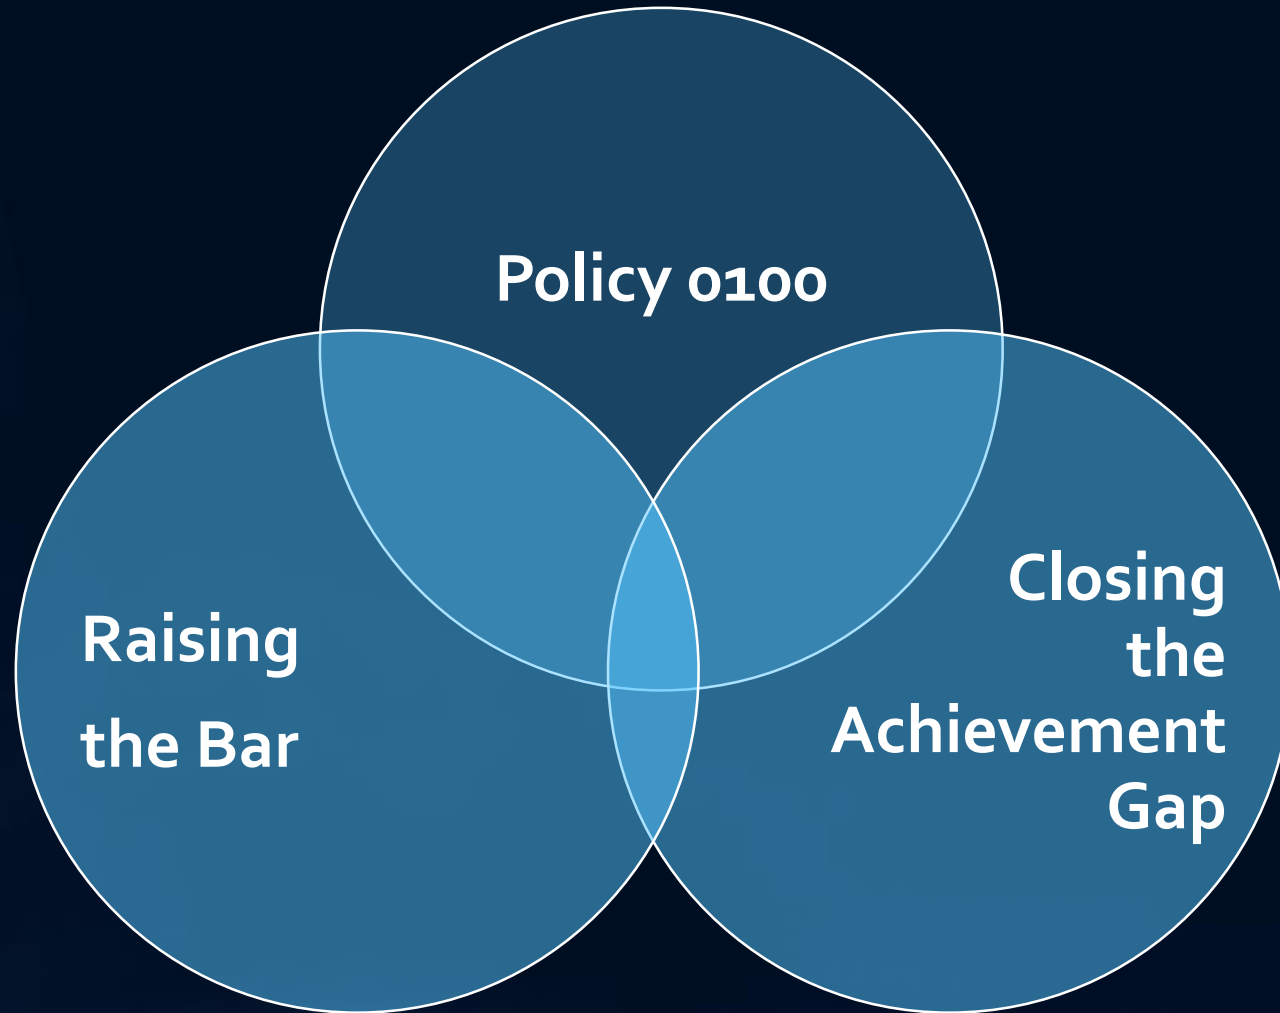 Policy 0100
Raising
the Bar
Closing
the
Achievement
Gap